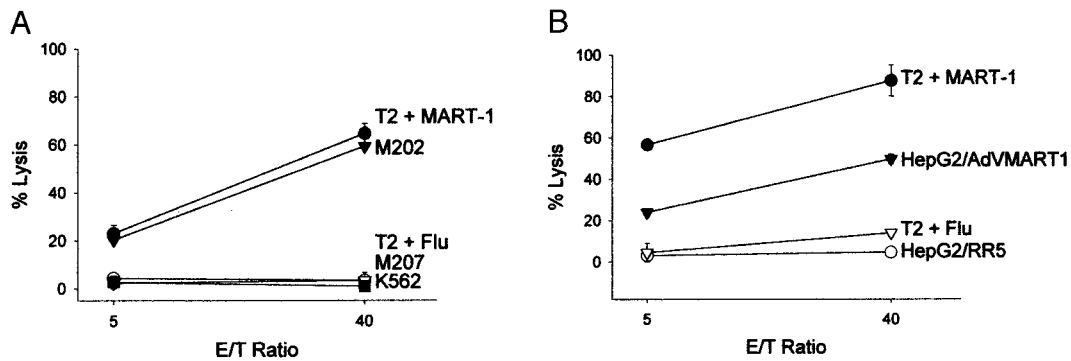 A
100
80
60
40
20
0
% Lysis
T2 + MART-1
M202
T2 + Flu
M207
K562
5
40
E/T Ratio
B
100
80
60
40
20
0
% Lysis
T2 + MART-1
HepG2/AdVMART1
T2 + Flu
HepG2/RR5
5
40
E/T Ratio